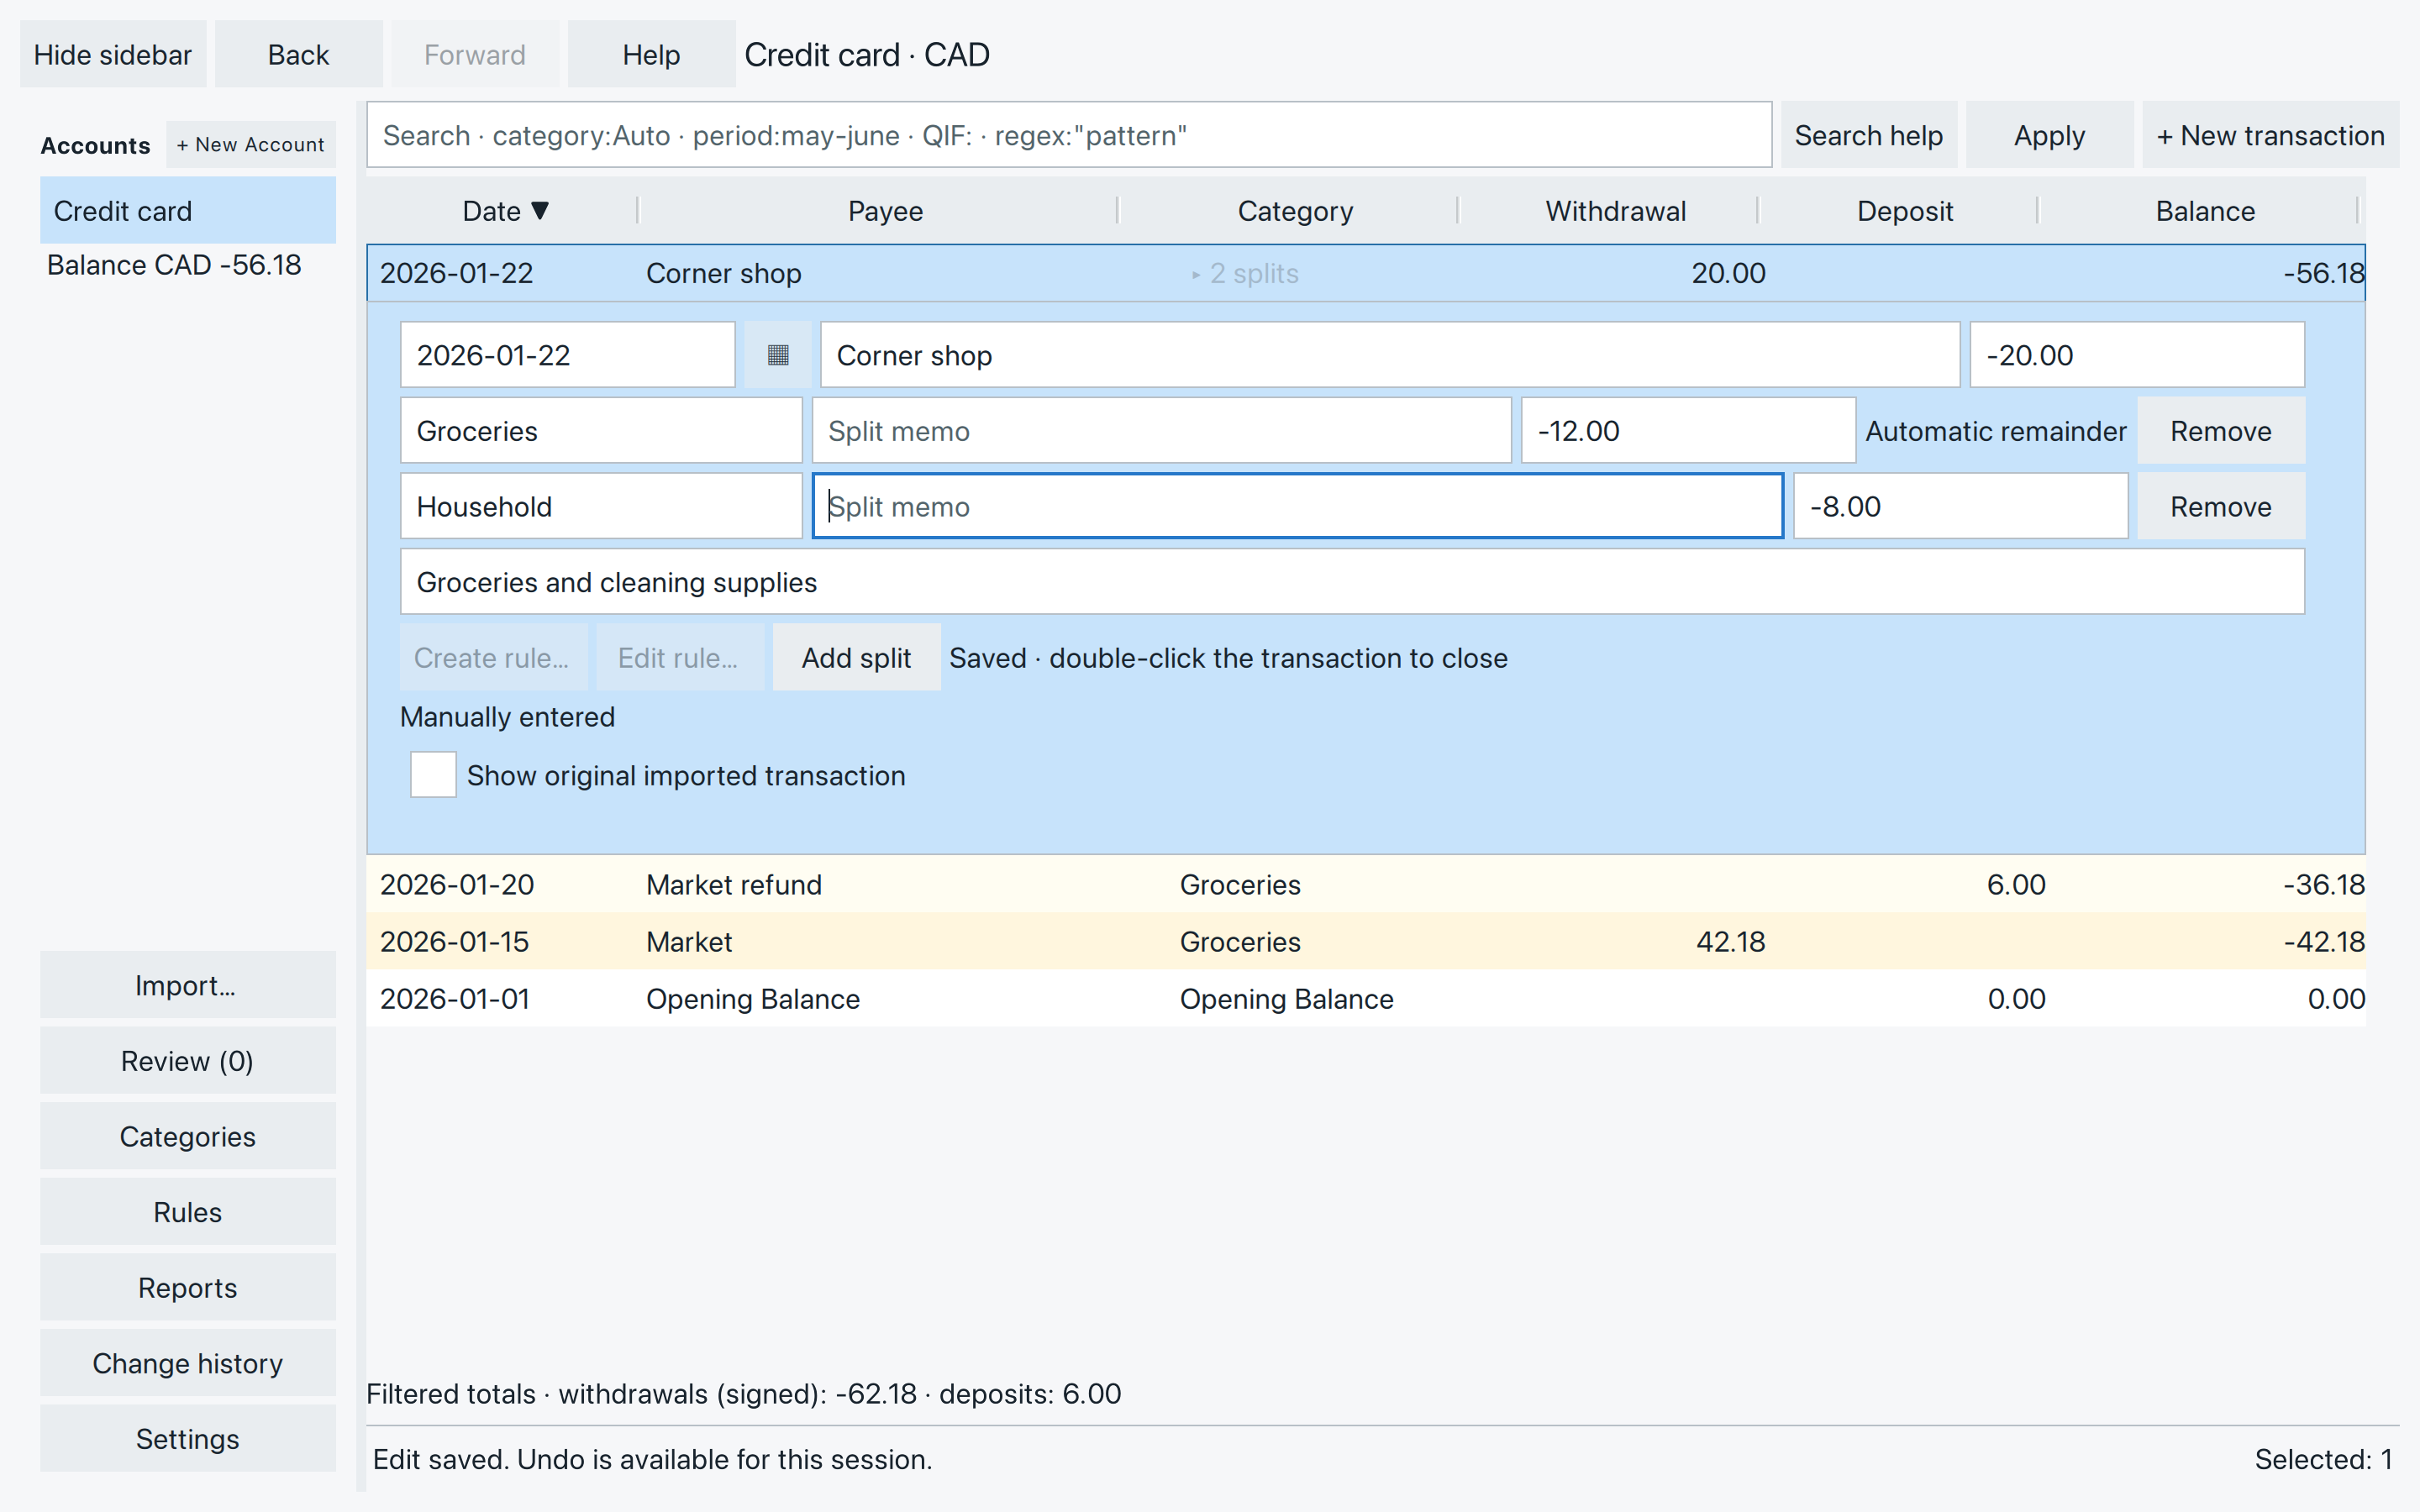 Hide sidebar Back Forward Help Credit card · CAD
Accounts + New Account
Search · category:Auto · period:may-june · QIF: · regex:"pattern" Search help Apply + New transaction
Credit card
Balance CAD -56.18
Date ▼ Payee Category Withdrawal Deposit Balance
2026-01-22 Corner shop ▸ 2 splits 20.00 -56.18
2026-01-22 Corner shop -20.00
Groceries Split memo -12.00 Automatic remainder Remove
Household Split memo -8.00 Remove
Groceries and cleaning supplies
Create rule... Edit rule... Add split Saved · double-click the transaction to close
Manually entered
Show original imported transaction
2026-01-20 Market refund Groceries 6.00 -36.18
2026-01-15 Market Groceries 42.18 -42.18
2026-01-01 Opening Balance Opening Balance 0.00 0.00
Import...
Review (0)
Categories
Rules
Reports
Change history
Settings
Filtered totals · withdrawals (signed): -62.18 · deposits: 6.00
Edit saved. Undo is available for this session. Selected: 1